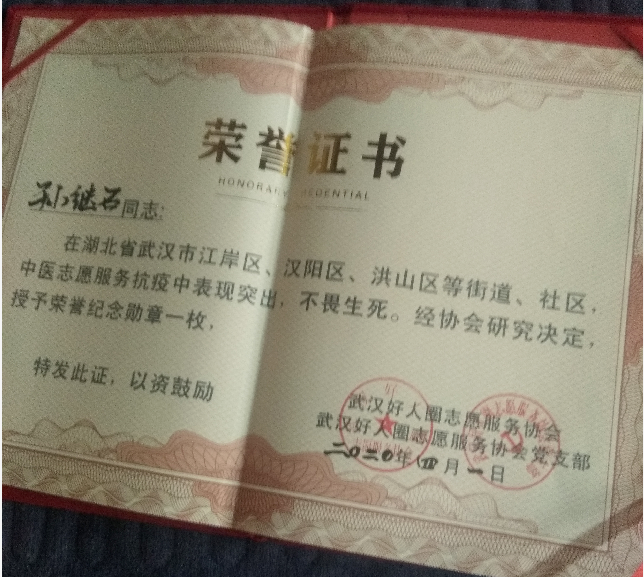 荣誉证书
HONORARY CREDENTIAL
孙继石同志:
在湖北省武汉市江岸区、汉阳区、洪山区等街道、社区,
中医志愿服务抗疫中表现突出,不畏生死。经协会研究决定,
授予荣誉纪念勋章一枚,
特发此证,以资鼓励
武汉好人圈志愿服务协会
武汉好人圈志愿服务协会党支部
二〇二〇年四月一日